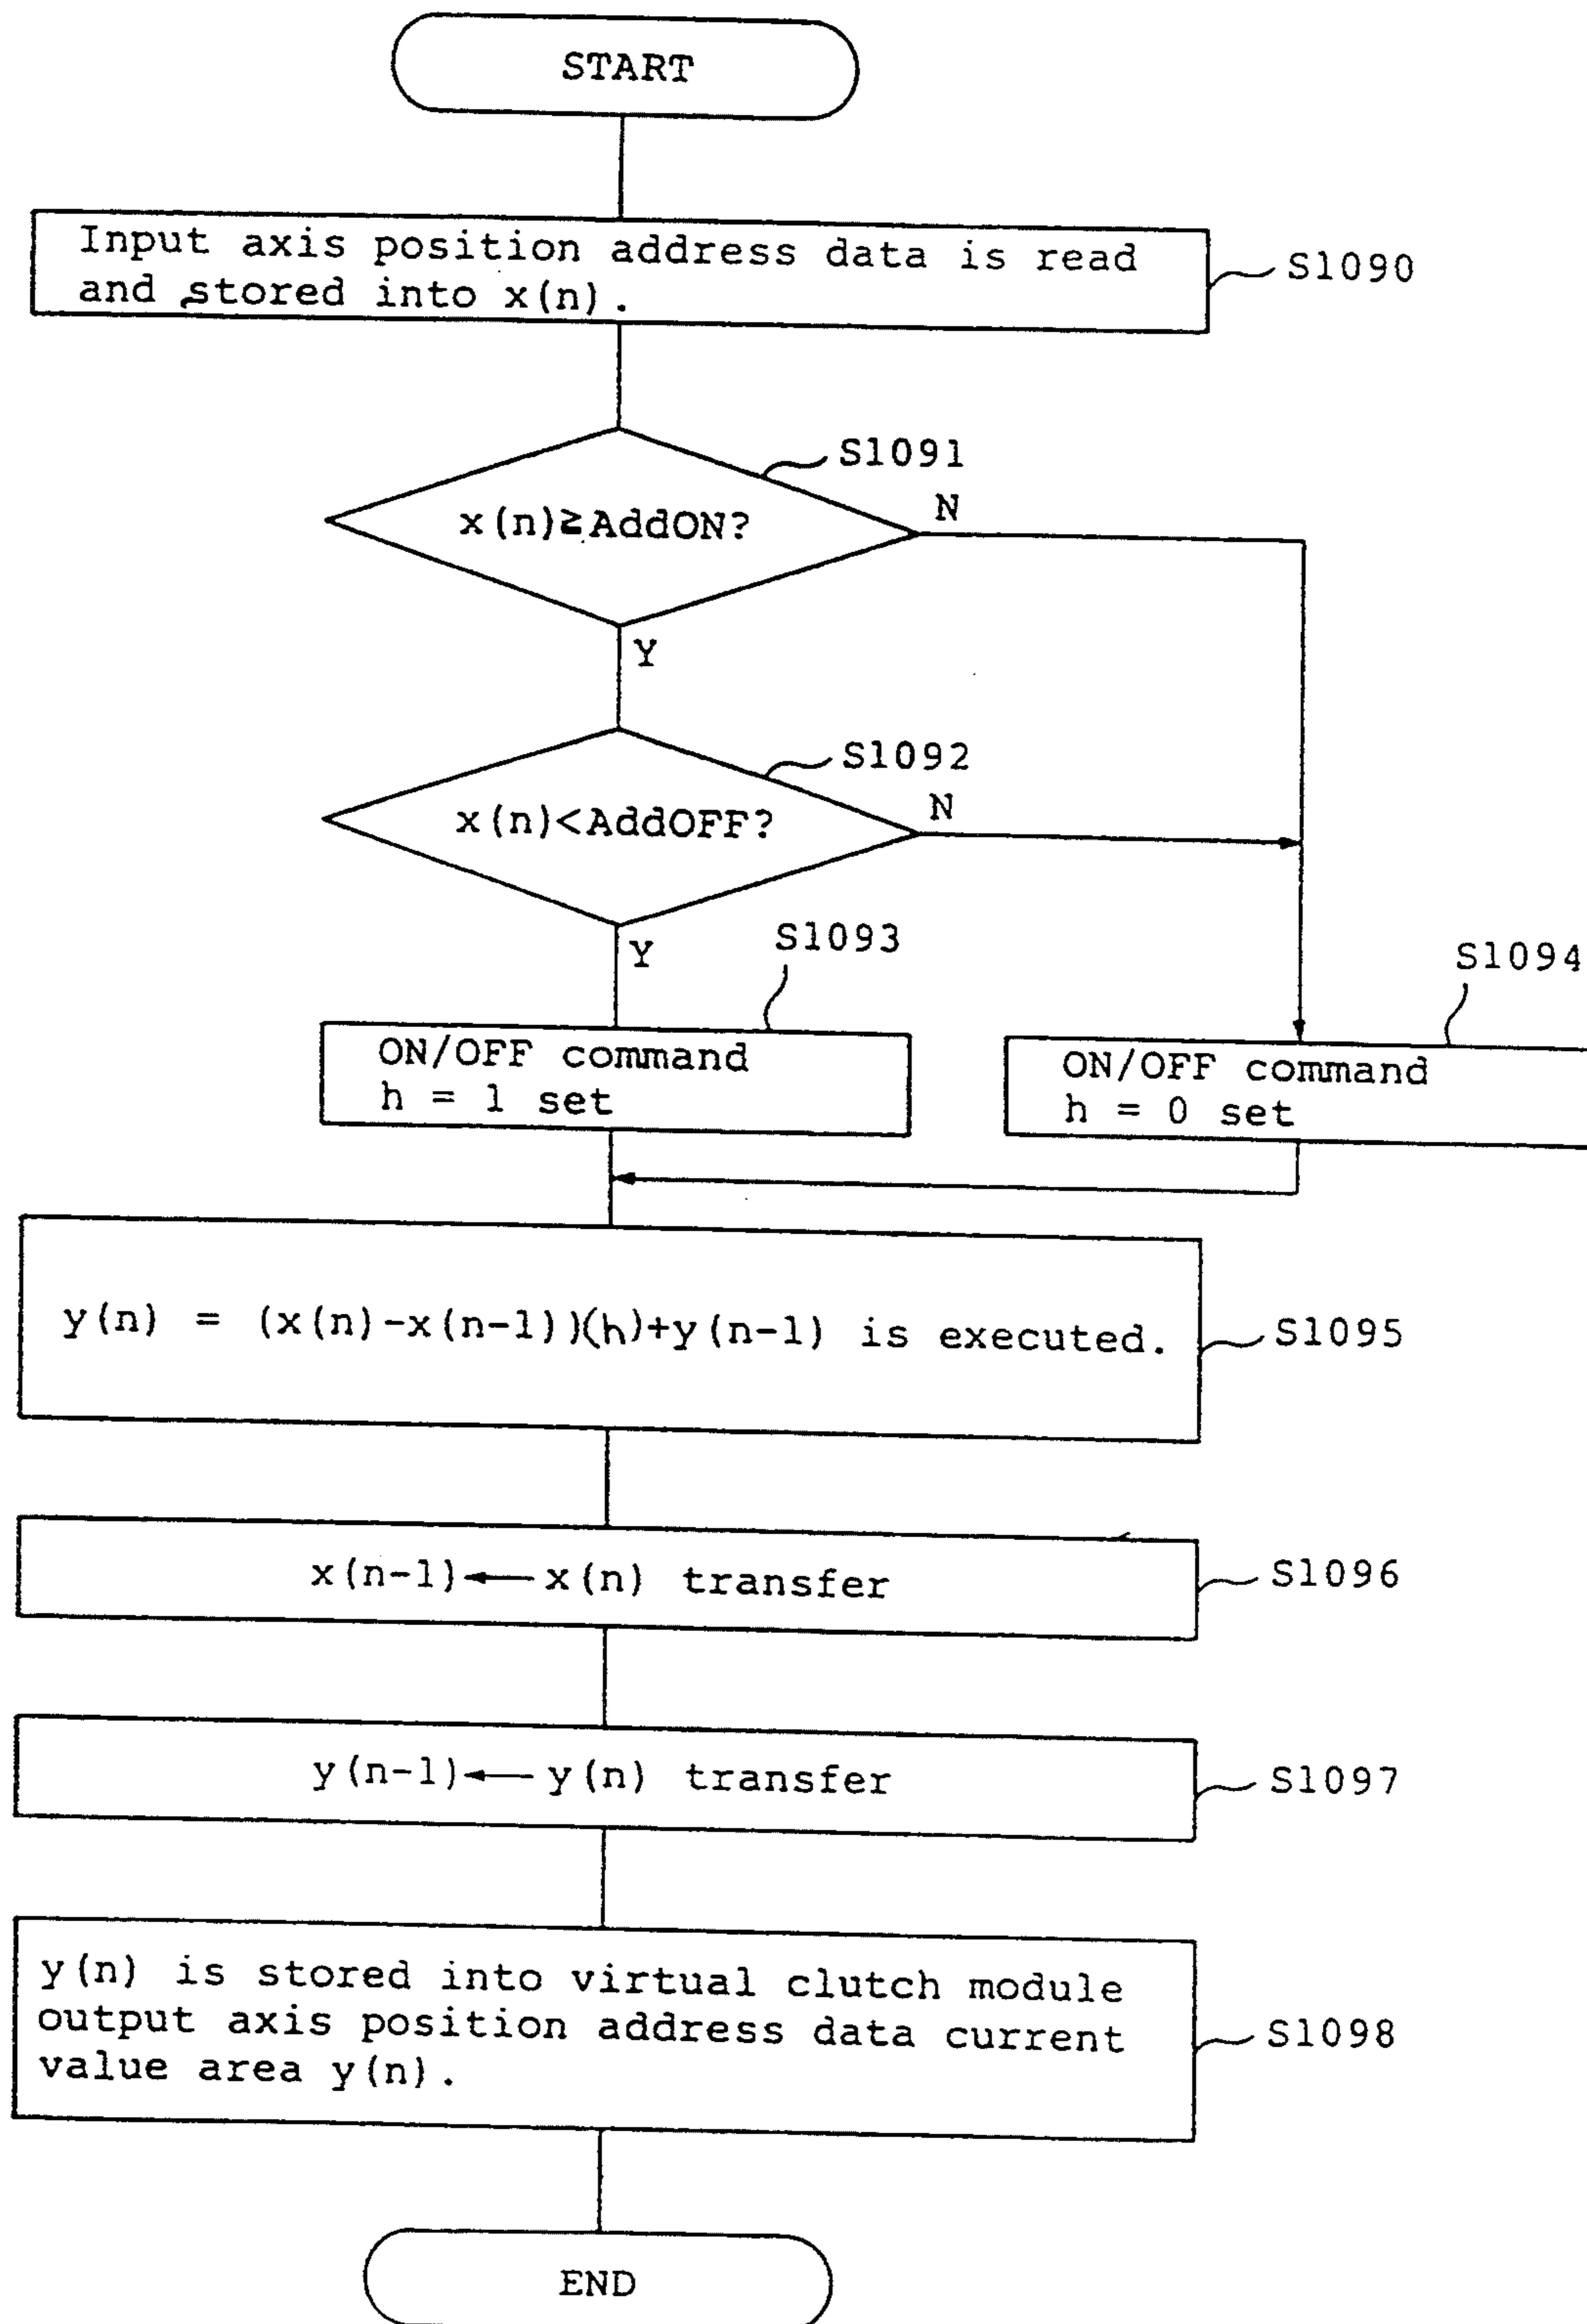 START
Input axis position address data is read
and stored into x(n).
S1090
S1091
x(n)≧AddON?
N
Y
S1092
x(n)<AddOFF?
N
Y
S1093
S1094
ON/OFF command
h = 1 set
ON/OFF command
h = 0 set
y(n) = (x(n)-x(n-1))(h)+y(n-1) is executed.
S1095
x(n-1)← x(n) transfer
S1096
y(n-1)← y(n) transfer
S1097
y(n) is stored into virtual clutch module
output axis position address data current
value area y(n).
S1098
END